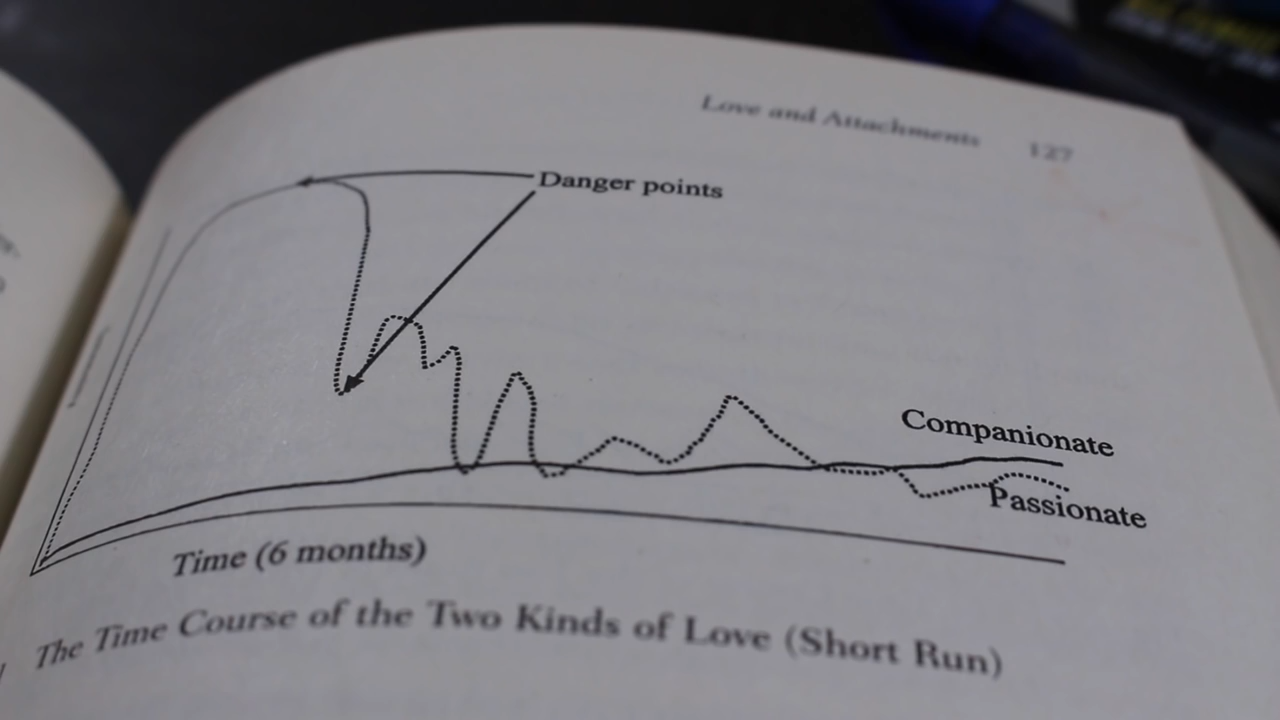 Love and Attachments 127
Danger points
Companionate
Passionate
Time (6 months)
The Time Course of the Two Kinds of Love (Short Run)